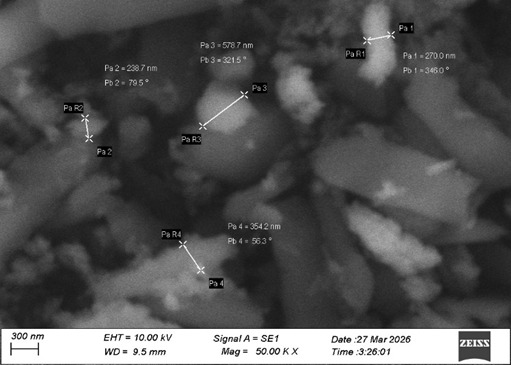 Pa 1
Pa R1
Pa 3 = 578.7 nm
Pb 3 = 321.5 °
Pa 1 = 270.0 nm
Pb 1 = 346.0 °
Pa 2 = 238.7 nm
Pb 2 = 79.5 °
Pa 3
Pa R2
Pa R3
Pa 2
Pa 4 = 354.2 nm
Pb 4 = 56.3 °
Pa R4
Pa 4
300 nm
EHT = 10.00 kV
Signal A = SE1
Date :27 Mar 2026
WD = 9.5 mm
Mag = 50.00 K X
Time :3:26:01
ZEISS